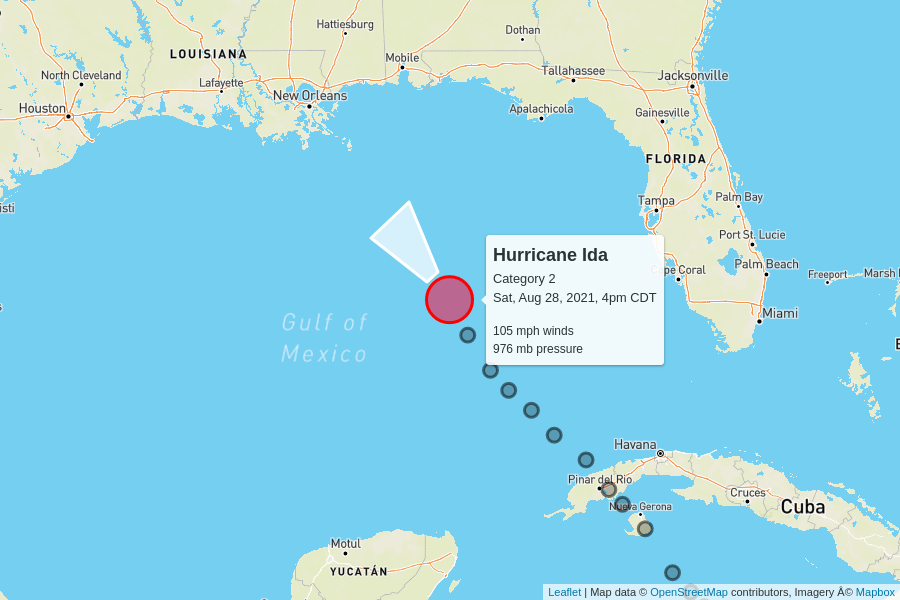 Hattiesburg
Dothan
LOUISIANA
Mobile
North Cleveland
Lafayette
Tallahassee
Jacksonville
New Orleans
Houston
Apalachicola
Gainesville
FLORIDA
isti
Tampa
Palm Bay
Port St. Lucie
Hurricane Ida
Category 2
Sat, Aug 28, 2021, 4pm CDT
105 mph winds
976 mb pressure
Cape Coral
Palm Beach
Freeport
Marsh
Miami
Gulf of
Mexico
Havana
Pinar del Río
Nueva Gerona
Cruces
Cuba
Motul
YUCATÁN
Leaflet | Map data © OpenStreetMap contributors, Imagery Â© Mapbox